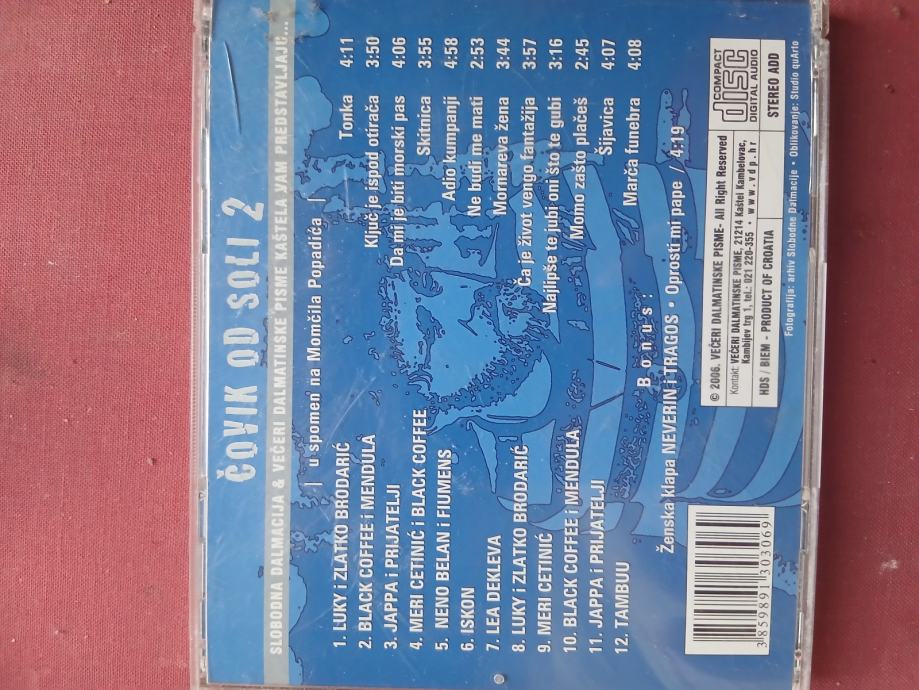 ČOVIK OD SOLI 2
SLOBODNA DALMACIJA & VEČERI DALMATINSKE PISME KAŠTELA VAM PREDSTAVLJAJU...
| u spomen na Momčila Popadića |
1. LUKY i ZLATKO BRODARIĆ Tonka 4:11
2. BLACK COFFEE i MENDULA Ključ je ispod otirača 3:50
3. JAPPA i PRIJATELJI Da mi je biti morski pas 4:06
4. MERI CETINIĆ i BLACK COFFEE Skitnica 3:55
5. NENO BELAN i FIUMENS Adio kumpanji 4:58
6. ISKON Ne budi me mati 2:53
7. LEA DEKLEVA Mornareva žena 3:44
8. LUKY i ZLATKO BRODARIĆ Ča je život vengo fantažija 3:57
9. MERI CETINIĆ Najlipše te jubi oni što te gubi 3:16
10. BLACK COFFEE i MENDULA Momo zašto plačeš 2:45
11. JAPPA i PRIJATELJI Šijavica 4:07
12. TAMBUU Marča funebra 4:08
Bonus:
Ženska klapa NEVERIN i TRAGOS • Oprosti mi pape / 4:19
3 859891 303069
© 2006. VEČERI DALMATINSKE PISME- All Right Reserved
Kontakt: VEČERI DALMATINSKE PISME, 21214 Kaštel Kambelovac,
Kambijev trg 1, tel.: 021 220-355 • www.vdp.hr
HDS / BIEM - PRODUCT OF CROATIA
COMPACT
disc
DIGITAL AUDIO
STEREO ADD
Fotografija: arhiv Slobodne Dalmacije • Oblikovanje: Studio quArto